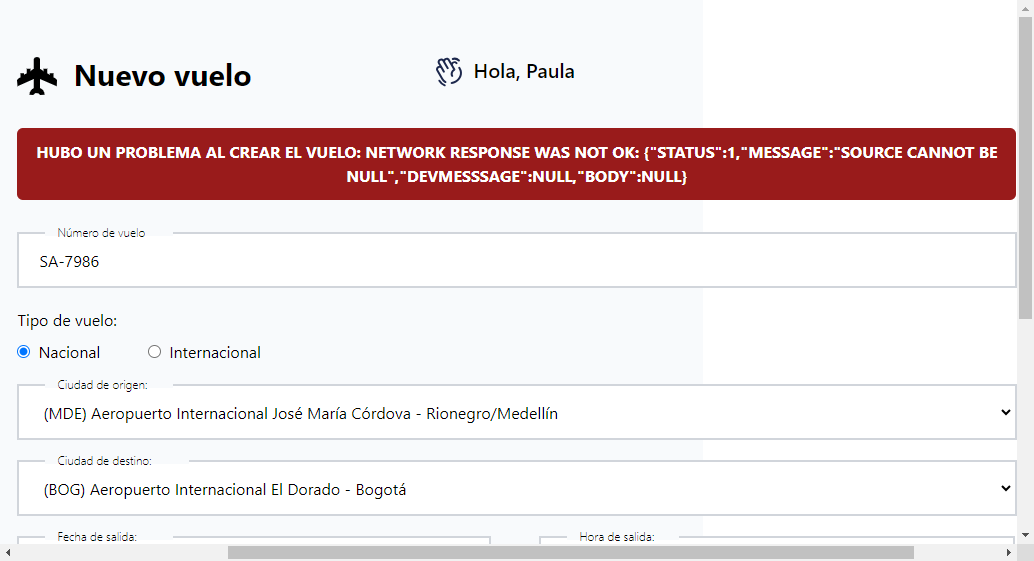 Nuevo vuelo
Hola, Paula
HUBO UN PROBLEMA AL CREAR EL VUELO: NETWORK RESPONSE WAS NOT OK: {"STATUS":1,"MESSAGE":"SOURCE CANNOT BE
NULL","DEVMESSSAGE":NULL,"BODY":NULL}
Número de vuelo
SA-7986
Tipo de vuelo:
Nacional
Internacional
Ciudad de origen:
(MDE) Aeropuerto Internacional José María Córdova - Rionegro/Medellín
Ciudad de destino:
(BOG) Aeropuerto Internacional El Dorado - Bogotá
Fecha de salida:
Hora de salida: